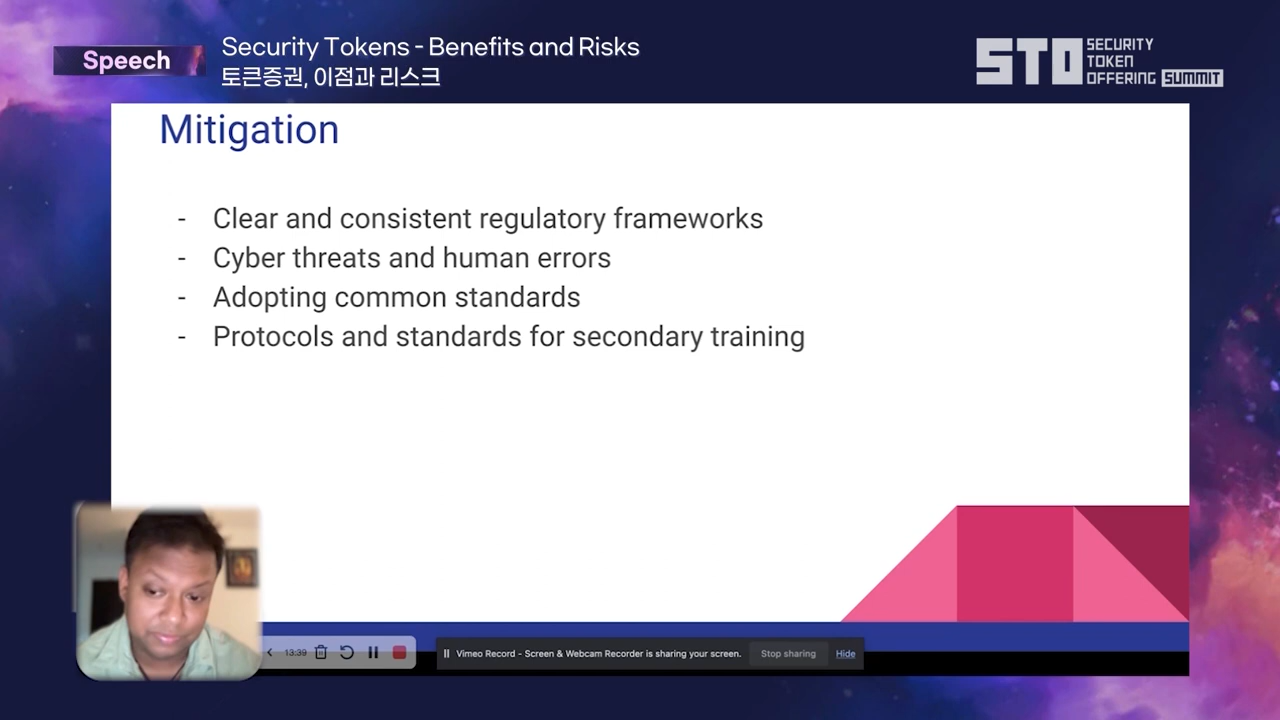 Speech
Security Tokens - Benefits and Risks
토큰증권, 이점과 리스크
STO SECURITY
TOKEN
OFFERING SUMMIT
Mitigation
- Clear and consistent regulatory frameworks
- Cyber threats and human errors
- Adopting common standards
- Protocols and standards for secondary training
13:39
Vimeo Record - Screen & Webcam Recorder is sharing your screen.
Stop sharing
Hide